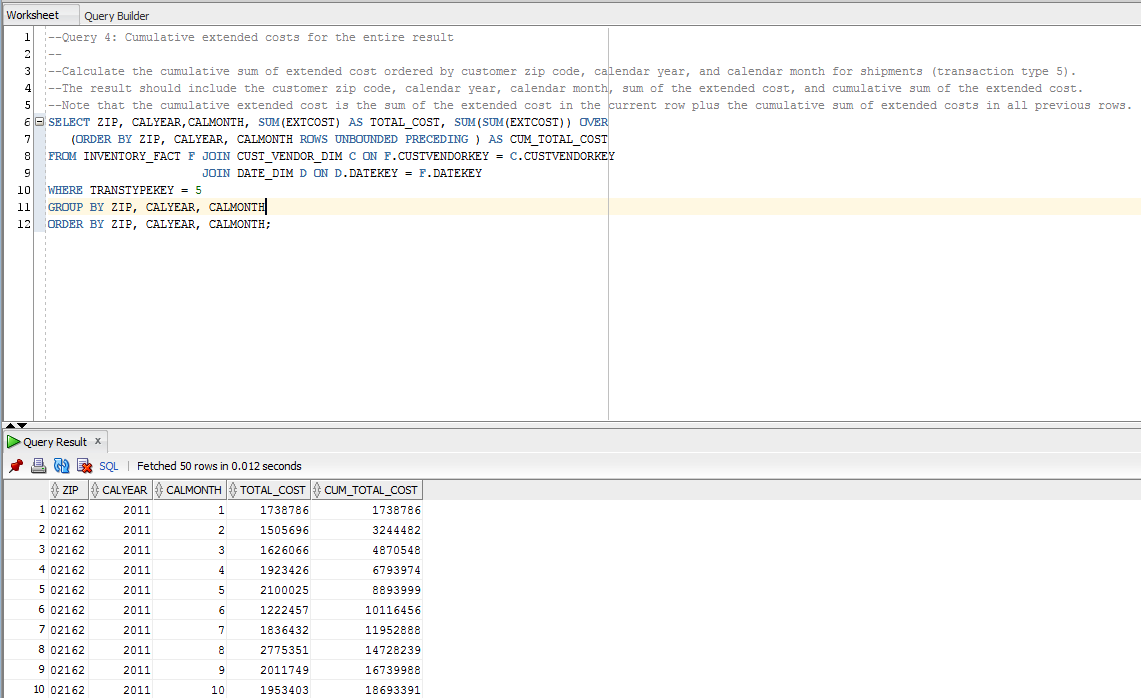 Worksheet Query Builder
1 --Query 4: Cumulative extended costs for the entire result
2 --
3 --Calculate the cumulative sum of extended cost ordered by customer zip code, calendar year, and calendar month for shipments (transaction type 5).
4 --The result should include the customer zip code, calendar year, calendar month, sum of the extended cost, and cumulative sum of the extended cost.
5 --Note that the cumulative extended cost is the sum of the extended cost in the current row plus the cumulative sum of extended costs in all previous rows.
6 SELECT ZIP, CALYEAR,CALMONTH, SUM(EXTCOST) AS TOTAL_COST, SUM(SUM(EXTCOST)) OVER
7 (ORDER BY ZIP, CALYEAR, CALMONTH ROWS UNBOUNDED PRECEDING ) AS CUM_TOTAL_COST
8 FROM INVENTORY_FACT F JOIN CUST_VENDOR_DIM C ON F.CUSTVENDORKEY = C.CUSTVENDORKEY
9 JOIN DATE_DIM D ON D.DATEKEY = F.DATEKEY
10 WHERE TRANSTYPEKEY = 5
11 GROUP BY ZIP, CALYEAR, CALMONTH
12 ORDER BY ZIP, CALYEAR, CALMONTH;
Query Result x
SQL | Fetched 50 rows in 0.012 seconds
ZIP CALYEAR CALMONTH TOTAL_COST CUM_TOTAL_COST
1 02162 2011 1 1738786 1738786
2 02162 2011 2 1505696 3244482
3 02162 2011 3 1626066 4870548
4 02162 2011 4 1923426 6793974
5 02162 2011 5 2100025 8893999
6 02162 2011 6 1222457 10116456
7 02162 2011 7 1836432 11952888
8 02162 2011 8 2775351 14728239
9 02162 2011 9 2011749 16739988
10 02162 2011 10 1953403 18693391